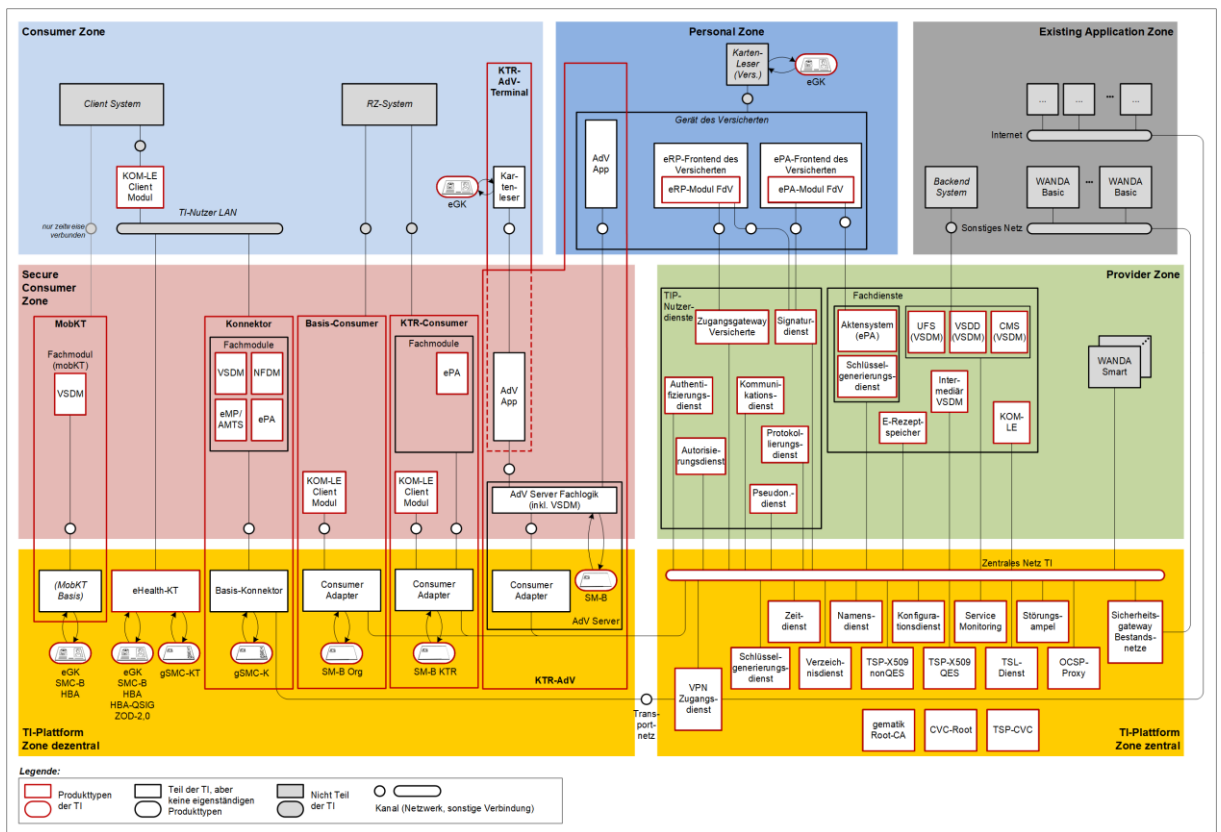 Consumer Zone
Client System
RZ-System
KTR-
AdV-
Terminal
KOM-LE
Client
Modul
eGK
Kar-
ten-
leser
TI-Nutzer LAN
nur zeitweise
verbunden
Personal Zone
Karten-
Leser
(Vers.)
eGK
Gerät des Versicherten
AdV
App
eRP-Frontend des
Versicherten
eRP-Modul FdV
ePA-Frontend des
Versicherten
ePA-Modul FdV
Existing Application Zone
...
...
...
...
Internet
Backend
System
WANDA
Basic
...
WANDA
Basic
Sonstiges Netz
Secure
Consumer
Zone
MobKT
Fachmodul
(mobKT)
VSDM
Konnektor
Fachmodule
VSDM
NFDM
eMP/
AMTS
ePA
Basis-Consumer
KOM-LE
Client
Modul
KTR-Consumer
Fachmodule
ePA
KOM-LE
Client
Modul
AdV
App
AdV Server Fachlogik
(inkl. VSDM)
Provider Zone
TIP-
Nutzer-
dienste
Zugangsgateway
Versicherte
Signatur-
dienst
Authenti-
fizierungs-
dienst
Kommuni-
kations-
dienst
Autorisie-
rungsdienst
Protokol-
lierungs-
dienst
Pseudon.-
dienst
Fachdienste
Aktensystem
(ePA)
Schlüssel-
generierungs-
dienst
UFS
(VSDM)
VSDD
(VSDM)
CMS
(VSDM)
Inter-
mediär
VSDM
E-Rezept-
speicher
KOM-
LE
WANDA
Smart
(MobKT
Basis)
eGK
SMC-B
HBA
eHealth-KT
eGK
SMC-B
HBA
HBA-QSIG
ZOD-2,0
gSMC-KT
Basis-Konnektor
gSMC-K
Consumer
Adapter
SM-B Org
Consumer
Adapter
SM-B KTR
Consumer
Adapter
SM-B
AdV Server
KTR-AdV
TI-Plattform
Zone dezentral
Trans-
port-
netz
Zentrales Netz TI
Zeit-
dienst
Namens-
dienst
Konfigu-
rationsdienst
Service
Monitoring
Störungs-
ampel
Sicherheits-
gateway
Bestands-
netze
Schlüssel-
generierungs-
dienst
Verzeich-
nisdienst
TSP-X509
nonQES
TSP-X509
QES
TSL-
Dienst
OCSP-
Proxy
VPN
Zugangs-
dienst
gematik
Root-CA
CVC-Root
TSP-CVC
TI-Plattform
Zone zentral
Legende:
Produkttypen
der TI
Teil der TI, aber
keine eigenständigen
Produkttypen
Nicht Teil
der TI
Kanal (Netzwerk, sonstige Verbindung)